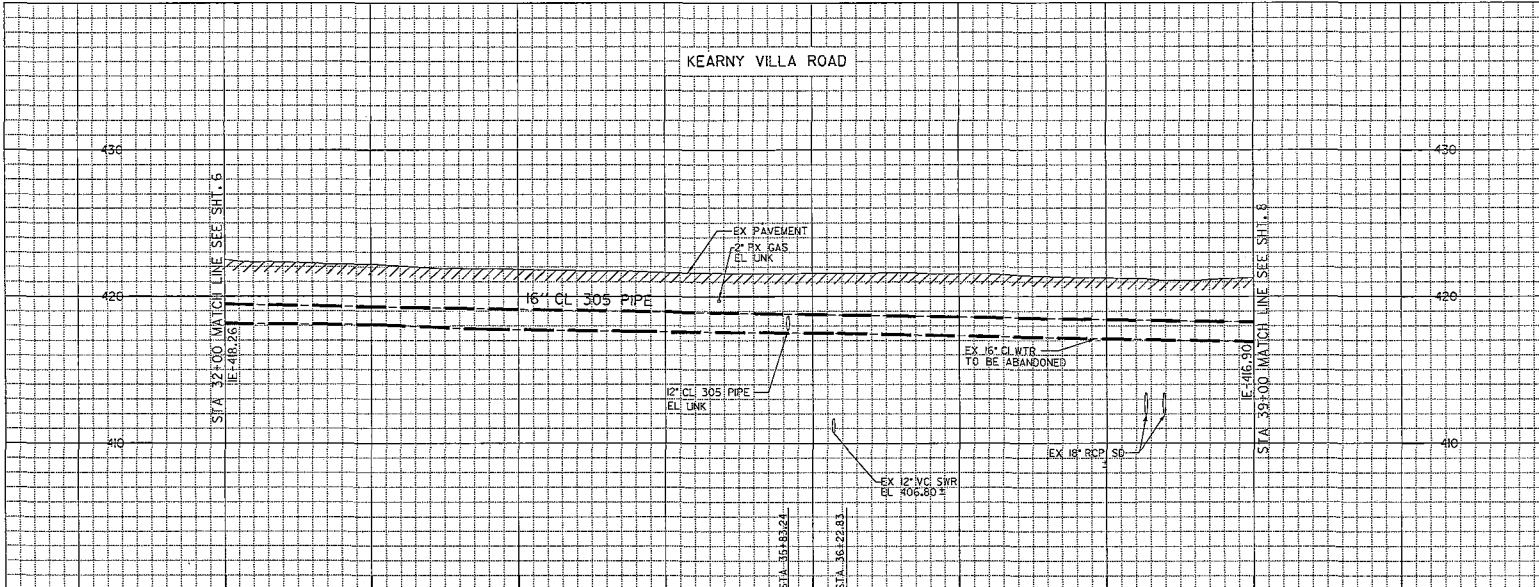 KEARNY VILLA ROAD
430
430
STA 32+00 MATCH LINE SEE SHT. 6
IE-418.26
EX PAVEMENT
2" EX GAS
EL UNK
420
16" CL 305 PIPE
420
EX 16" CI WTR
TO BE ABANDONED
12" CL 305 PIPE
EL UNK
IE-416.90
STA 39+00 MATCH LINE SEE SHT. 8
410
410
EX 18" RCP SD
±
EX 12" VC SWR
EL 406.80±
STA 35+83.24
STA 36+22.83